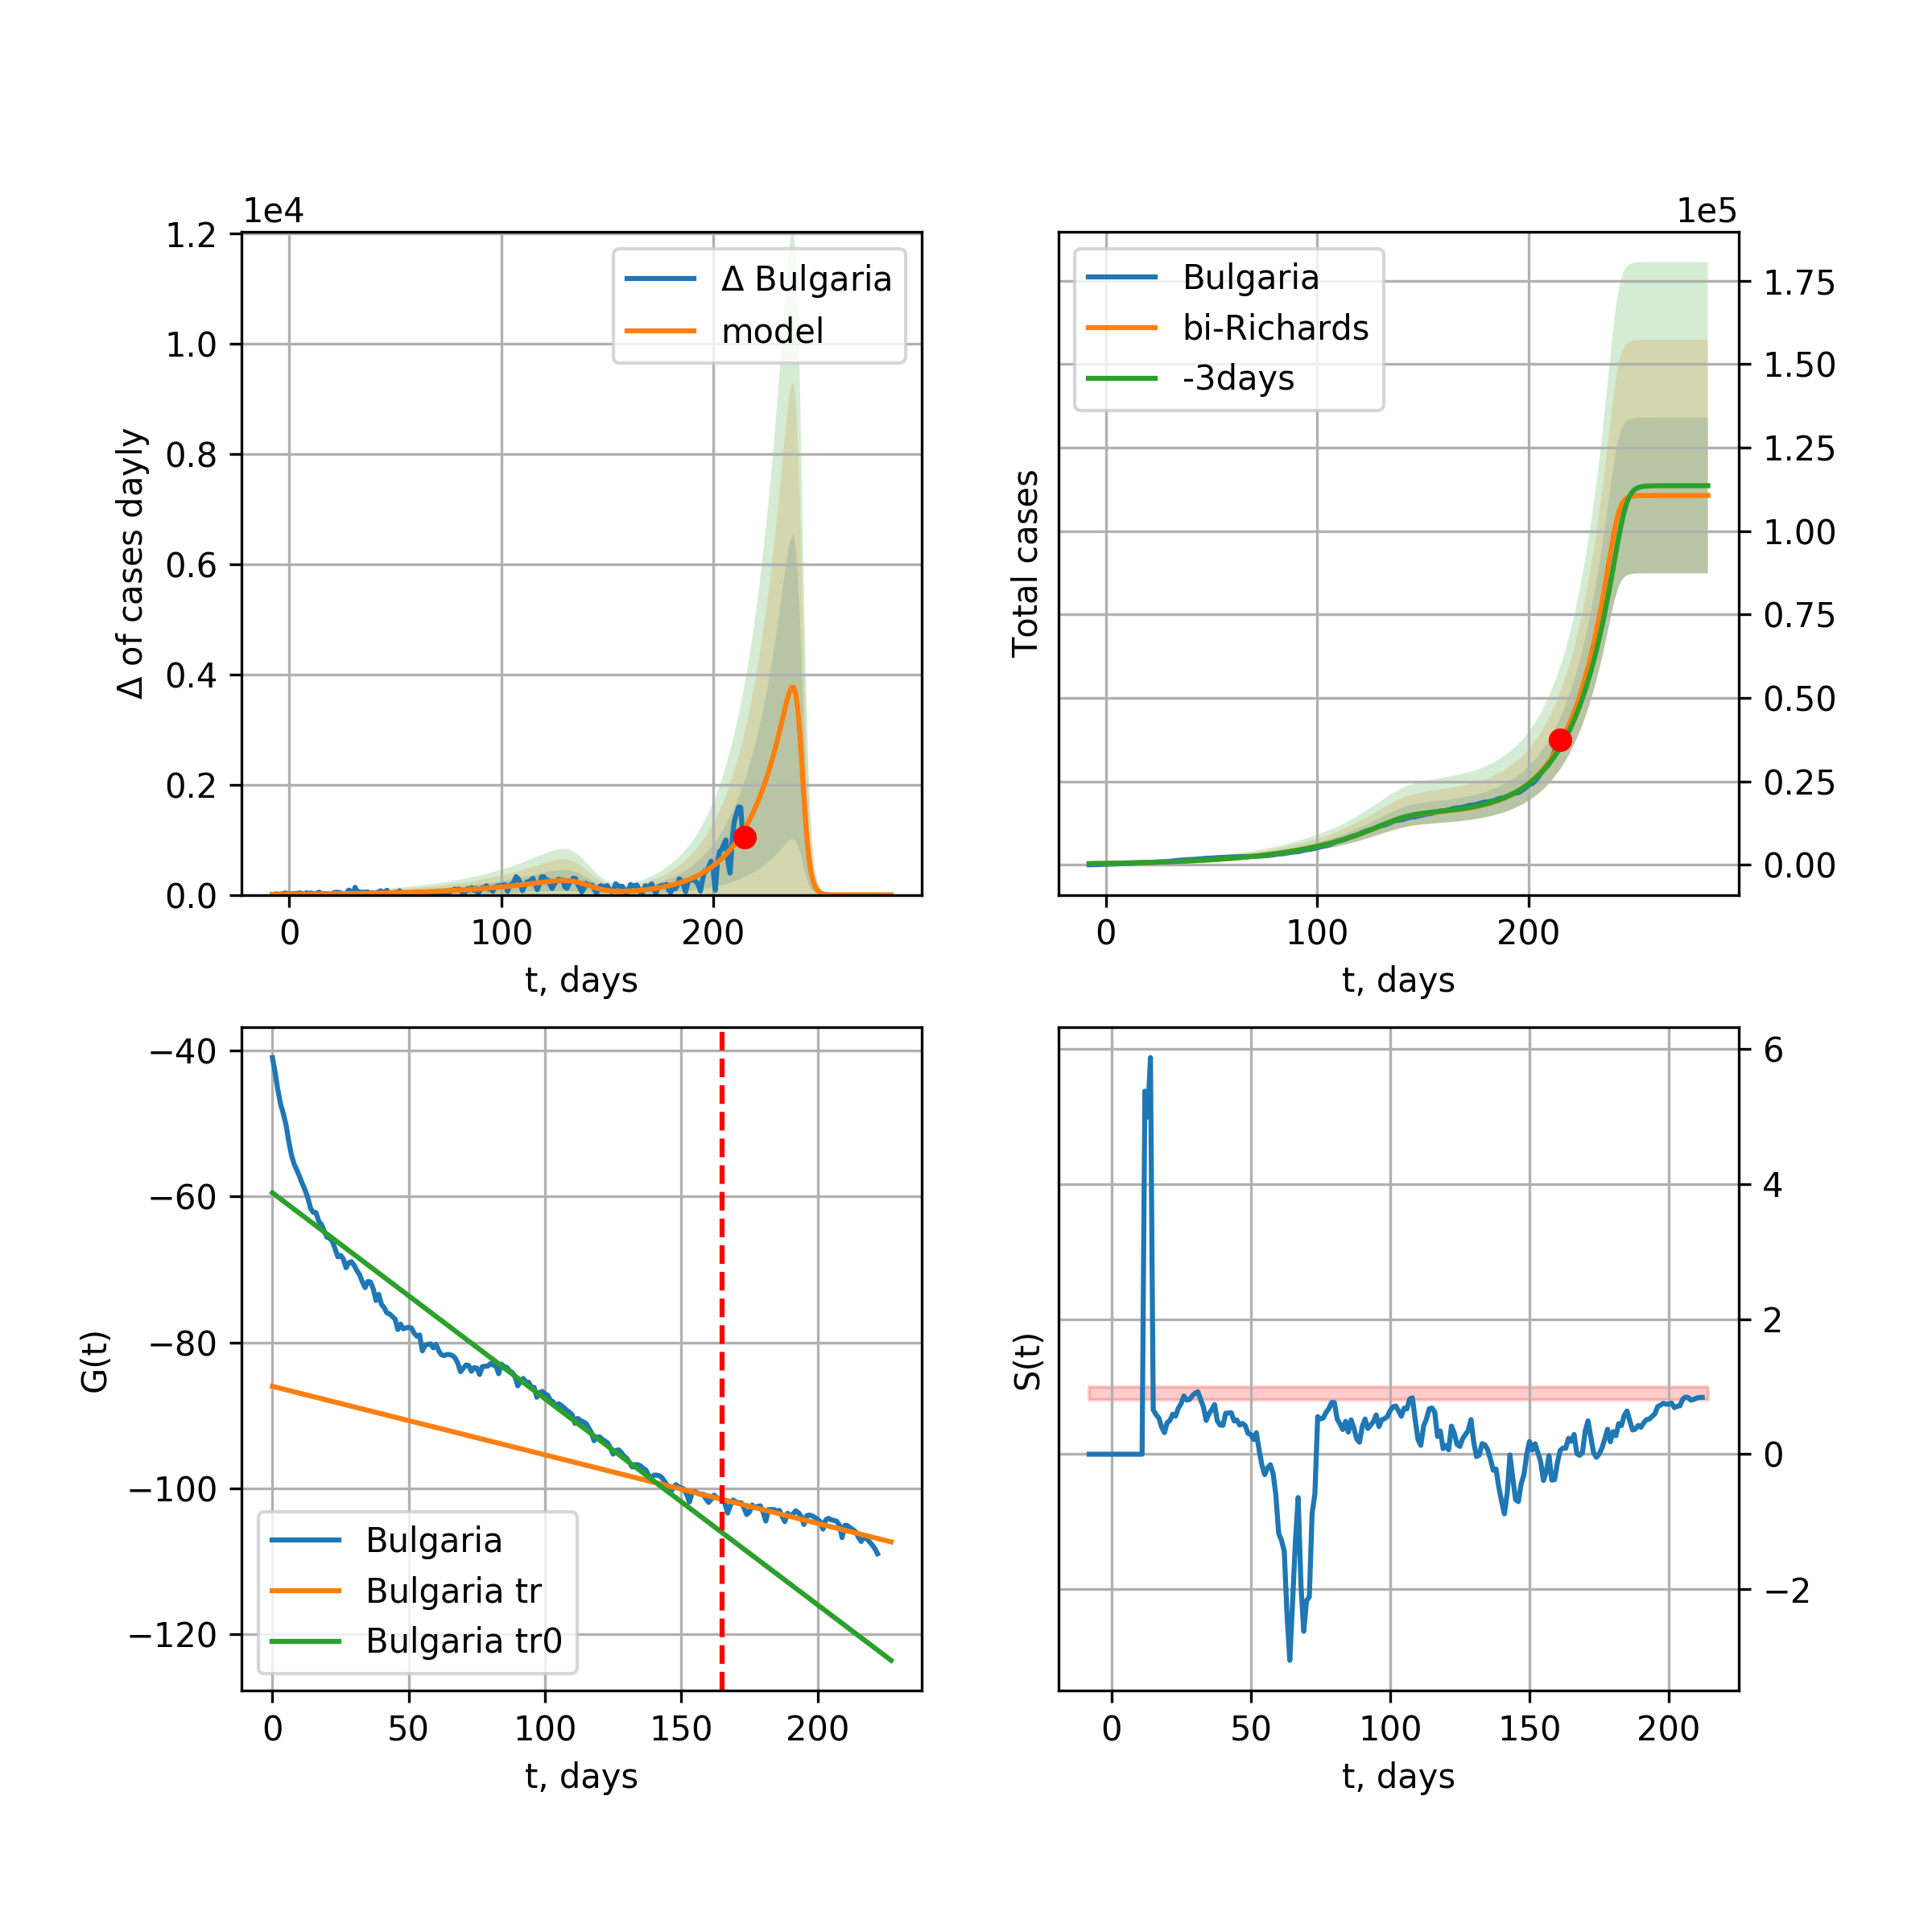 1e4
1.2
1.0
0.8
0.6
0.4
0.2
0.0
Δ of cases dayly
Δ Bulgaria
model
0 100 200
t, days
1e5
Bulgaria
bi-Richards
-3days
Total cases
1.75
1.50
1.25
1.00
0.75
0.50
0.25
0.00
0 100 200
t, days
−40
−60
−80
−100
−120
G(t)
Bulgaria
Bulgaria tr
Bulgaria tr0
0 50 100 150 200
t, days
S(t)
6
4
2
0
−2
0 50 100 150 200
t, days